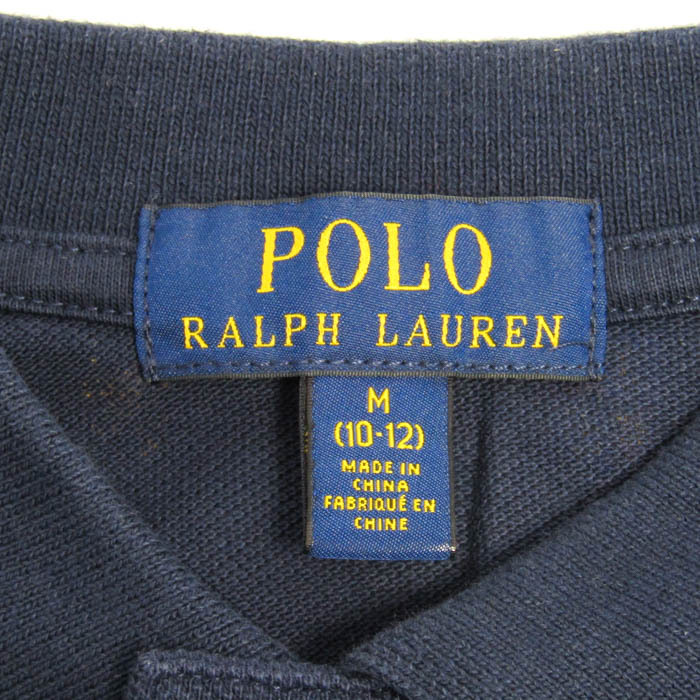 POLO
RALPH LAUREN
M
(10-12)
MADE IN
CHINA
FABRIQUÉ EN
CHINE